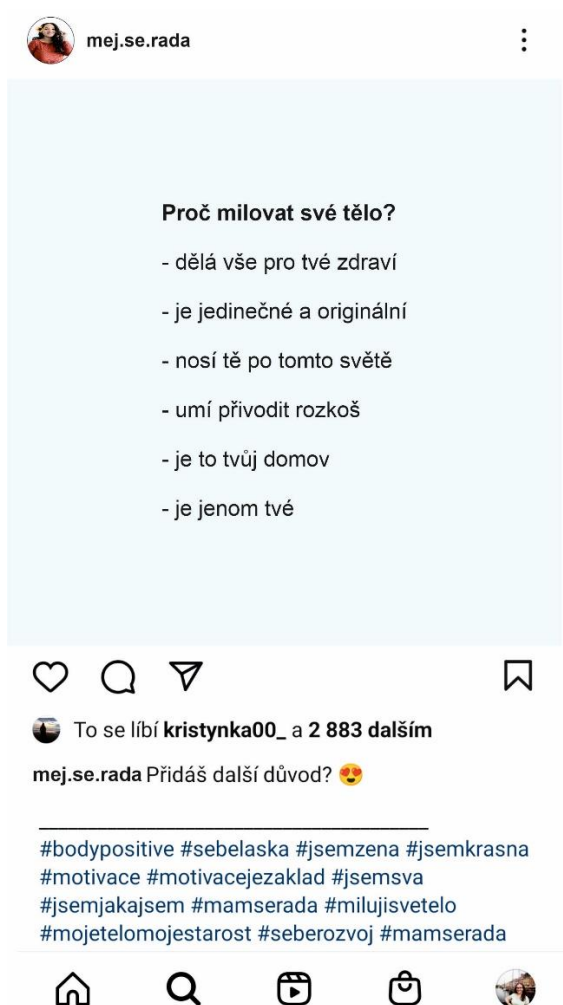 mej.se.rada
Proč milovat své tělo?
- dělá vše pro tvé zdraví
- je jedinečné a originální
- nosí tě po tomto světě
- umí přivodit rozkoš
- je to tvůj domov
- je jenom tvé
To se líbí kristynka00_ a 2 883 dalším
mej.se.rada Přidáš další důvod? 😍
#bodypositive #sebelaska #jsemzena #jsemkrasna
#motivace #motivacejezaklad #jsemsva
#jsemjakajsem #mamserada #milujisvetelo
#mojetelomojestarost #seberozvoj #mamserada